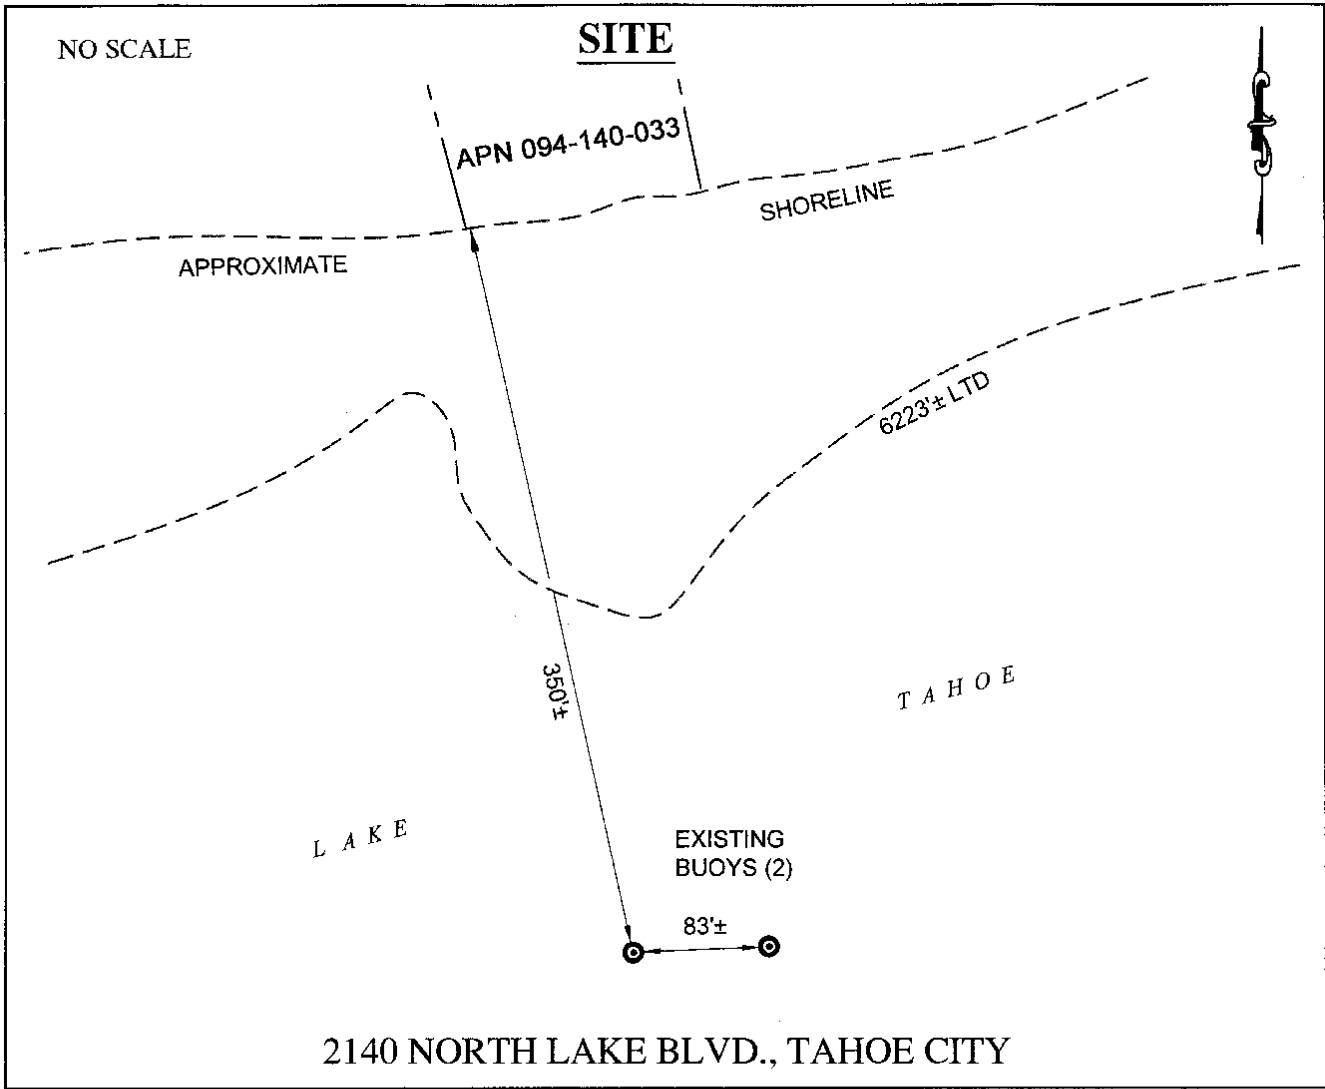 NO SCALE
SITE
APN 094-140-033
SHORELINE
APPROXIMATE
6223'± LTD
350'±
TAHOE
LAKE
EXISTING
BUOYS (2)
83'±
2140 NORTH LAKE BLVD., TAHOE CITY